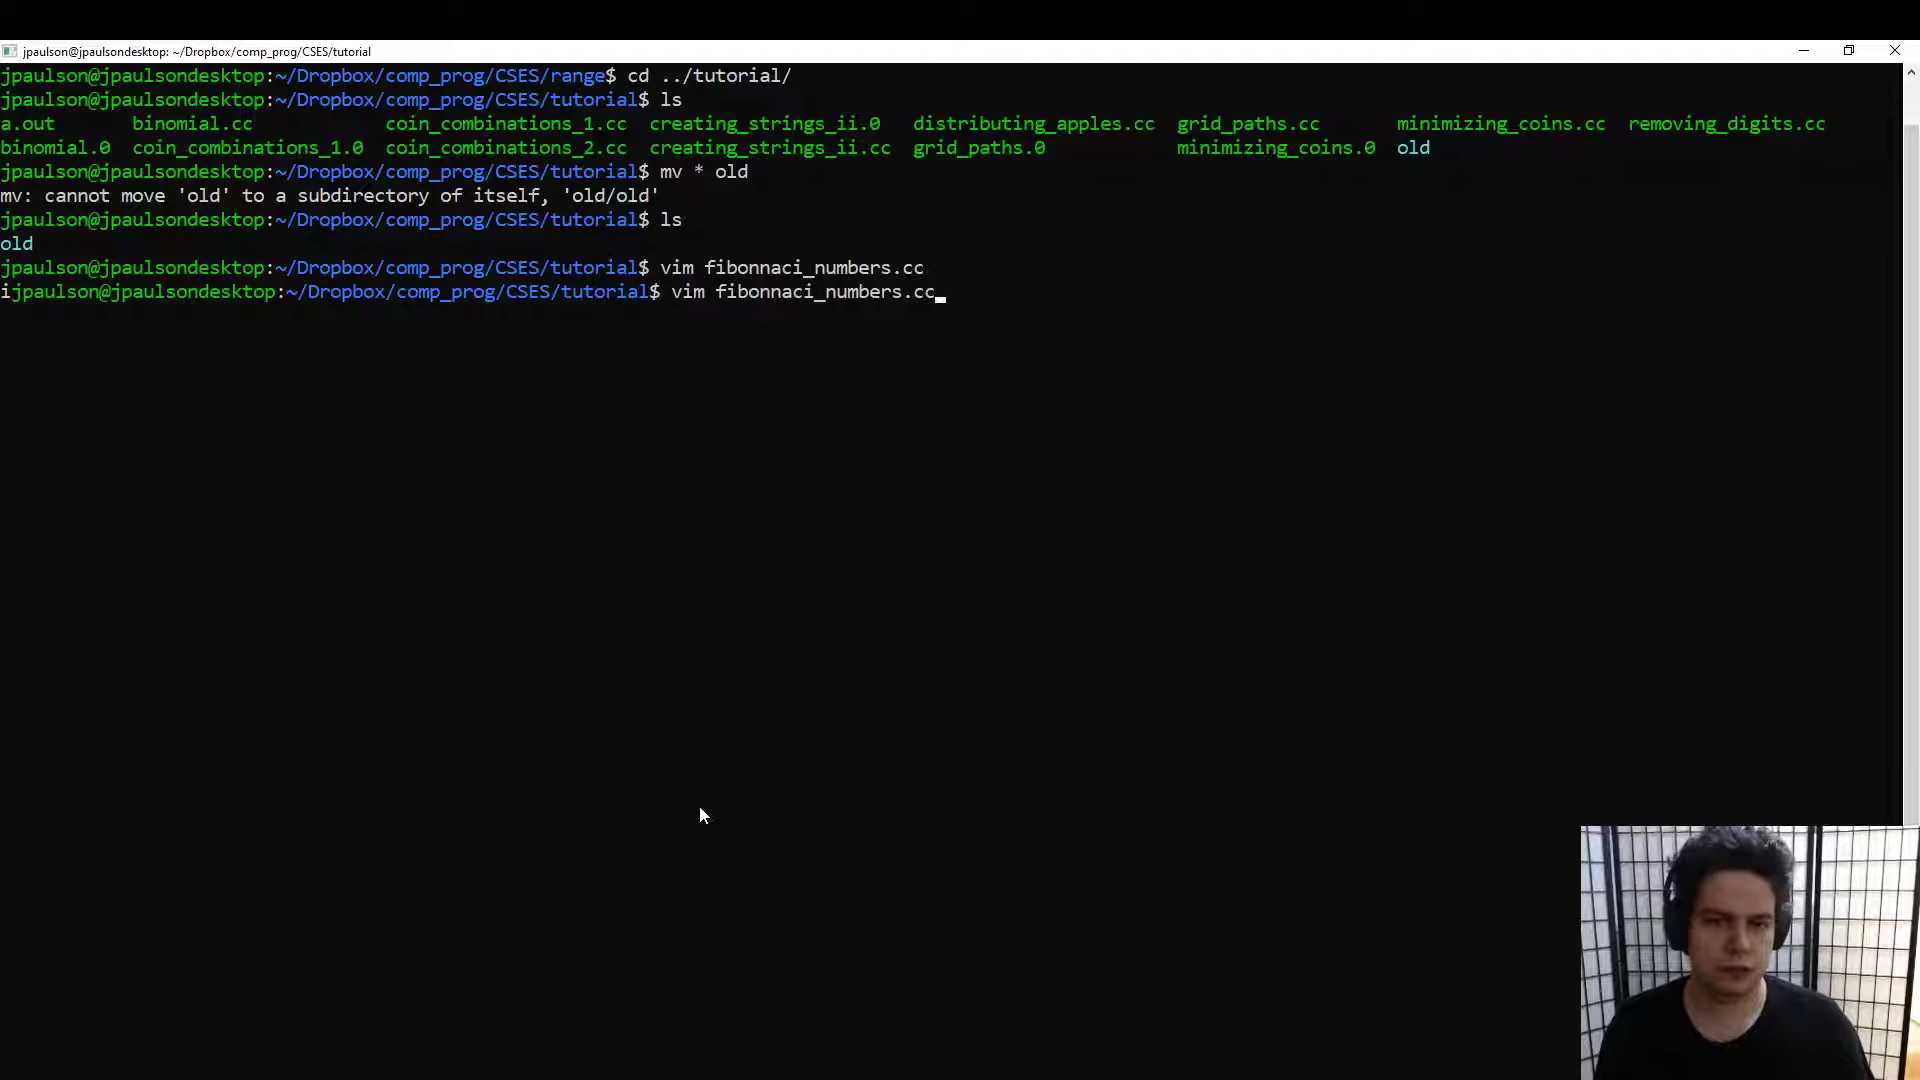 jpaulson@jpaulsondesktop: ~/Dropbox/comp_prog/CSES/tutorial
jpaulson@jpaulsondesktop:~/Dropbox/comp_prog/CSES/range$ cd ../tutorial/
jpaulson@jpaulsondesktop:~/Dropbox/comp_prog/CSES/tutorial$ ls
a.out binomial.cc coin_combinations_1.cc creating_strings_ii.0 distributing_apples.cc grid_paths.cc minimizing_coins.cc removing_digits.cc
binomial.0 coin_combinations_1.0 coin_combinations_2.cc creating_strings_ii.cc grid_paths.0 minimizing_coins.0 old
jpaulson@jpaulsondesktop:~/Dropbox/comp_prog/CSES/tutorial$ mv * old
mv: cannot move 'old' to a subdirectory of itself, 'old/old'
jpaulson@jpaulsondesktop:~/Dropbox/comp_prog/CSES/tutorial$ ls
old
jpaulson@jpaulsondesktop:~/Dropbox/comp_prog/CSES/tutorial$ vim fibonnaci_numbers.cc
ijpaulson@jpaulsondesktop:~/Dropbox/comp_prog/CSES/tutorial$ vim fibonnaci_numbers.cc